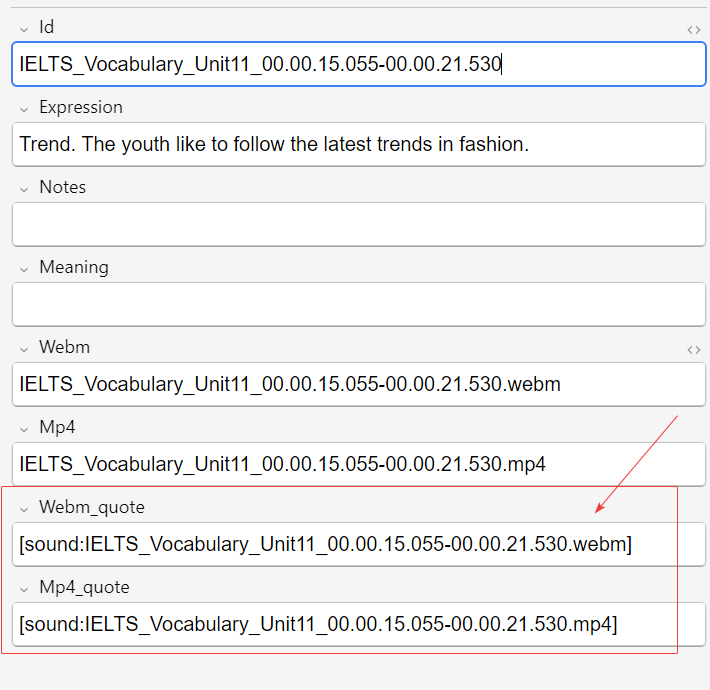 Id
IELTS_Vocabulary_Unit11_00.00.15.055-00.00.21.530
Expression
Trend. The youth like to follow the latest trends in fashion.
Notes
Meaning
Webm
IELTS_Vocabulary_Unit11_00.00.15.055-00.00.21.530.webm
Mp4
IELTS_Vocabulary_Unit11_00.00.15.055-00.00.21.530.mp4
Webm_quote
[sound:IELTS_Vocabulary_Unit11_00.00.15.055-00.00.21.530.webm]
Mp4_quote
[sound:IELTS_Vocabulary_Unit11_00.00.15.055-00.00.21.530.mp4]